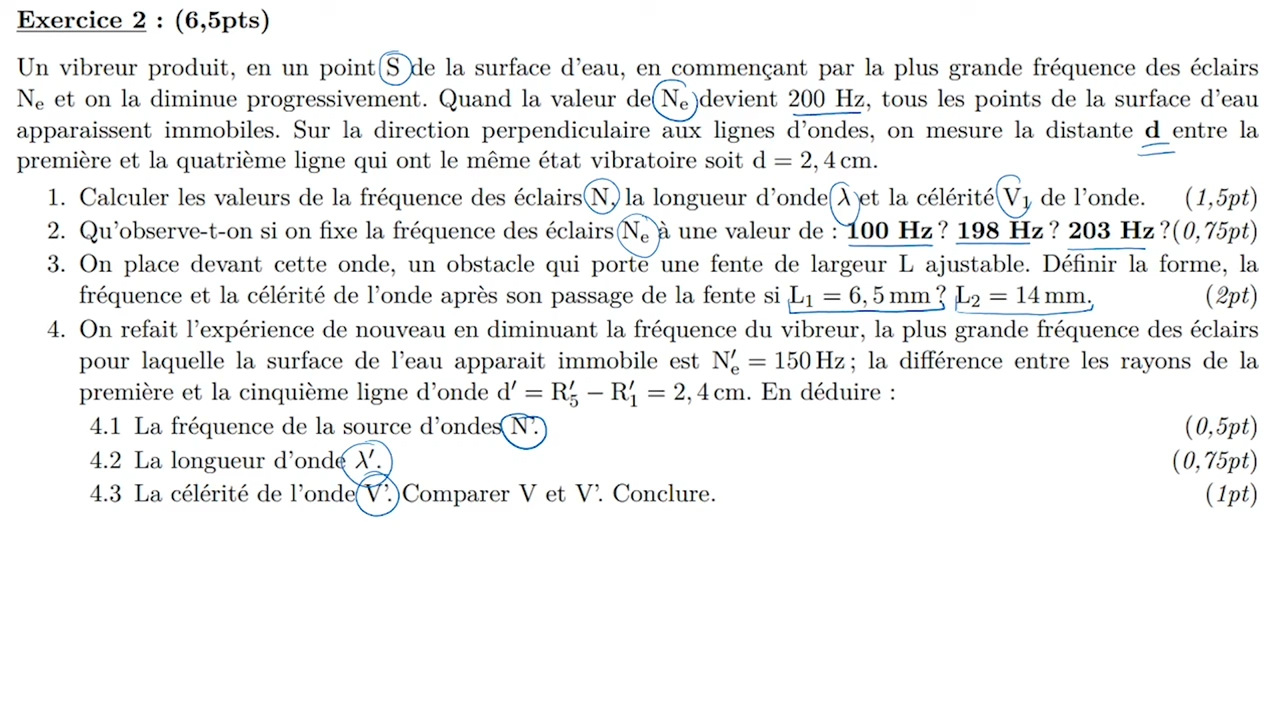 Exercice 2 : (6,5pts)
Un vibreur produit, en un point S de la surface d'eau, en commençant par la plus grande fréquence des éclairs
Ne et on la diminue progressivement. Quand la valeur de Ne devient 200 Hz, tous les points de la surface d'eau
apparaissent immobiles. Sur la direction perpendiculaire aux lignes d'ondes, on mesure la distante d entre la
première et la quatrième ligne qui ont le même état vibratoire soit d = 2, 4 cm.
1. Calculer les valeurs de la fréquence des éclairs N, la longueur d'onde λ et la célérité V1 de l'onde. (1,5pt)
2. Qu'observe-t-on si on fixe la fréquence des éclairs Ne à une valeur de : 100 Hz ? 198 Hz ? 203 Hz ?(0,75pt)
3. On place devant cette onde, un obstacle qui porte une fente de largeur L ajustable. Définir la forme, la
fréquence et la célérité de l'onde après son passage de la fente si L1 = 6, 5 mm ? L2 = 14 mm. (2pt)
4. On refait l'expérience de nouveau en diminuant la fréquence du vibreur, la plus grande fréquence des éclairs
pour laquelle la surface de l'eau apparait immobile est N′e = 150 Hz ; la différence entre les rayons de la
première et la cinquième ligne d'onde d′ = R′5 − R′1 = 2, 4 cm. En déduire :
4.1 La fréquence de la source d'ondes N'. (0,5pt)
4.2 La longueur d'onde λ′. (0,75pt)
4.3 La célérité de l'onde V'. Comparer V et V'. Conclure. (1pt)